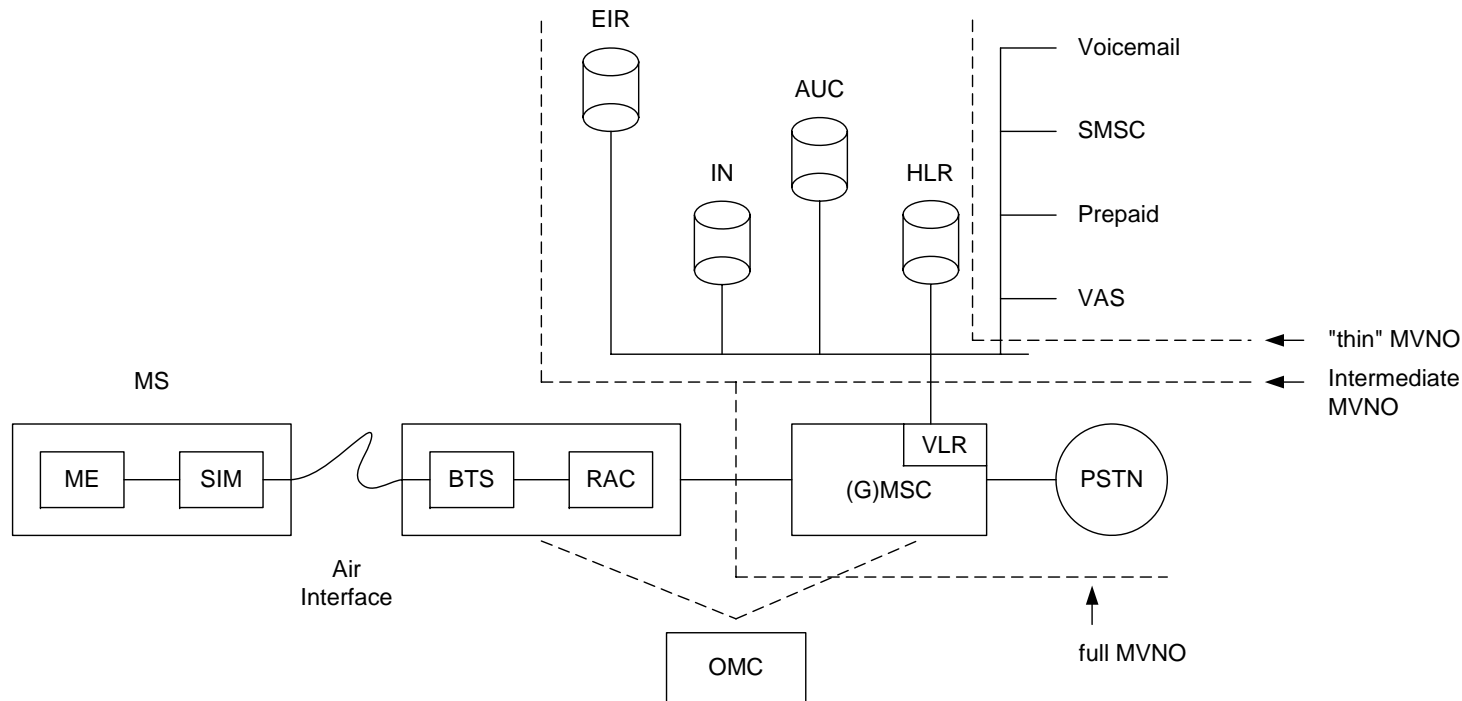 EIR
Voicemail
AUC
SMSC
IN
HLR
Prepaid
VAS
"thin" MVNO
MS
Intermediate
MVNO
VLR
ME
SIM
BTS
RAC
(G)MSC
PSTN
Air
Interface
full MVNO
OMC